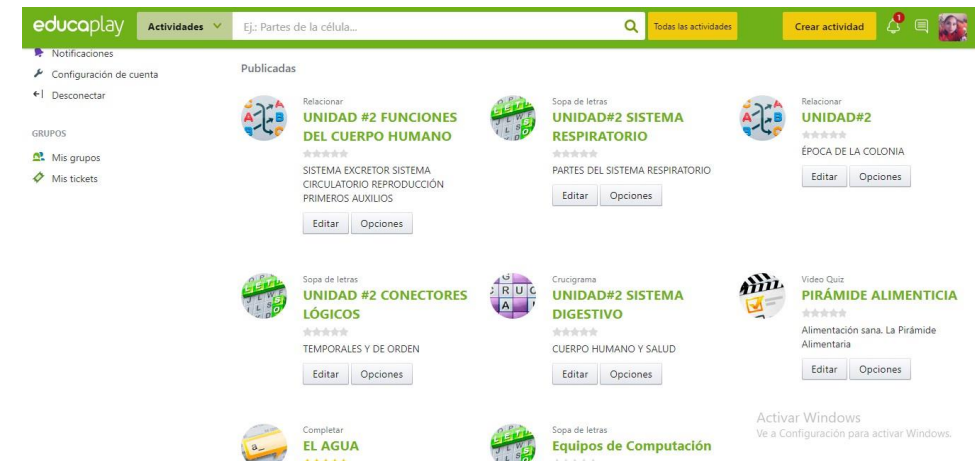 educaplay
Actividades
Ej.: Partes de la célula...
Todas las actividades
Crear actividad
1
Notificaciones
Configuración de cuenta
Desconectar
GRUPOS
Mis grupos
Mis tickets
Publicadas
Relacionar
UNIDAD #2 FUNCIONES
DEL CUERPO HUMANO
SISTEMA EXCRETOR SISTEMA
CIRCULATORIO REPRODUCCIÓN
PRIMEROS AUXILIOS
Editar
Opciones
Sopa de letras
UNIDAD#2 SISTEMA
RESPIRATORIO
PARTES DEL SISTEMA RESPIRATORIO
Editar
Opciones
Relacionar
UNIDAD#2
ÉPOCA DE LA COLONIA
Editar
Opciones
Sopa de letras
UNIDAD #2 CONECTORES
LÓGICOS
TEMPORALES Y DE ORDEN
Editar
Opciones
Crucigrama
UNIDAD#2 SISTEMA
DIGESTIVO
CUERPO HUMANO Y SALUD
Editar
Opciones
Video Quiz
PIRÁMIDE ALIMENTICIA
Alimentación sana. La Pirámide
Alimentaria
Editar
Opciones
Completar
EL AGUA
Sopa de letras
Equipos de Computación
Activar Windows
Ve a Configuración para activar Windows.